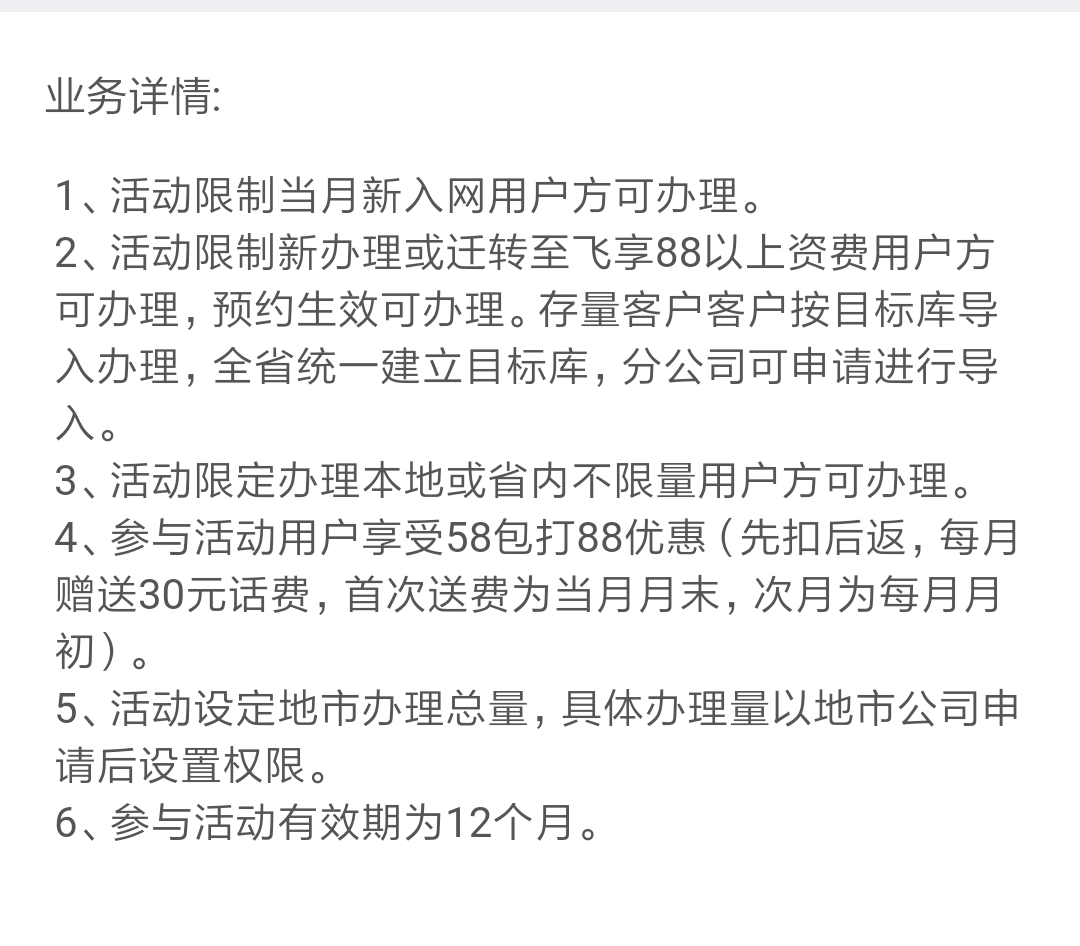 业务详情:
1、活动限制当月新入网用户方可办理。
2、活动限制新办理或迁转至飞享88以上资费用户方
可办理，预约生效可办理。存量客户客户按目标库导
入办理，全省统一建立目标库，分公司可申请进行导
入。
3、活动限定办理本地或省内不限量用户方可办理。
4、参与活动用户享受58包打88优惠（先扣后返，每月
赠送30元话费，首次送费为当月月末，次月为每月月
初）。
5、活动设定地市办理总量，具体办理量以地市公司申
请后设置权限。
6、参与活动有效期为12个月。